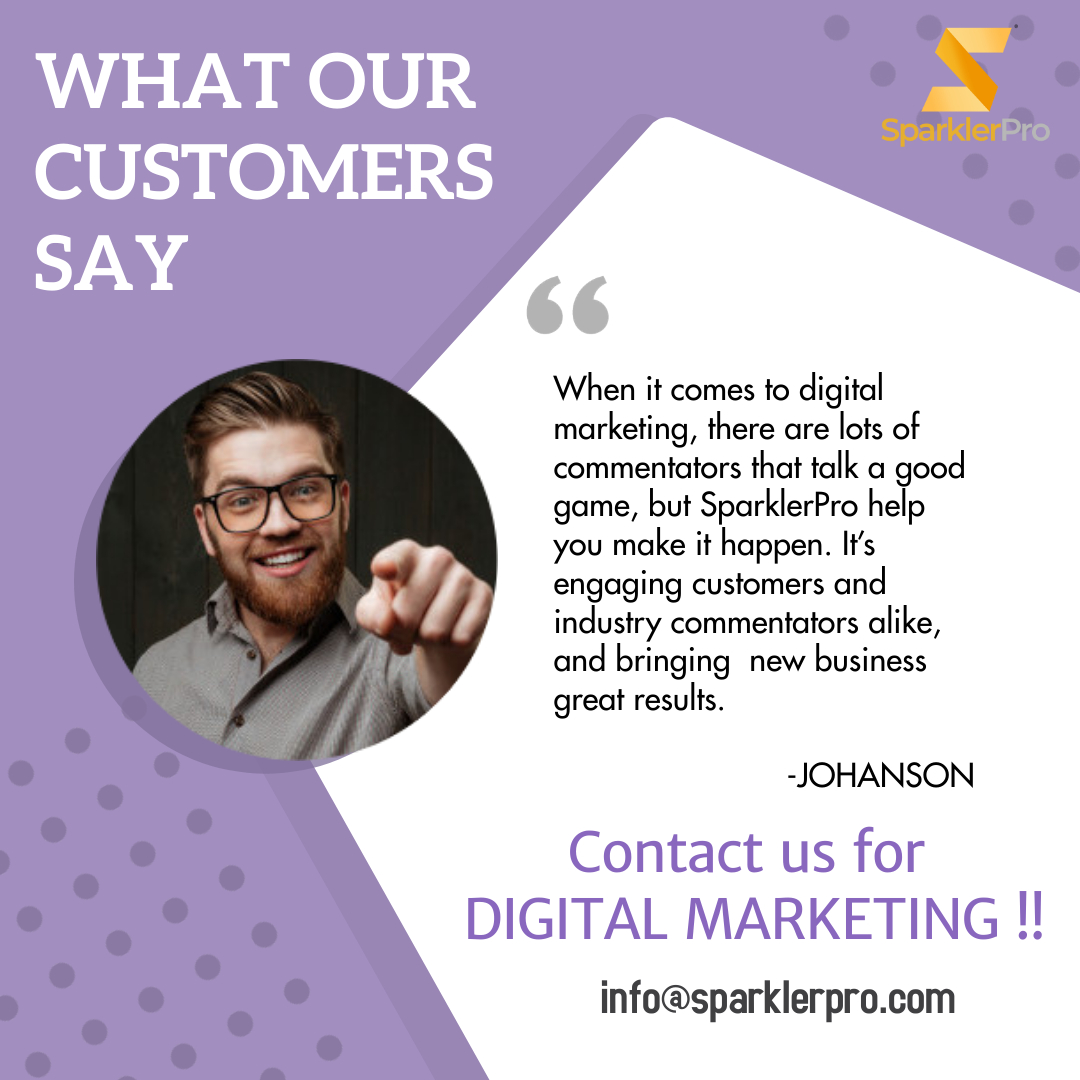 WHAT OUR
CUSTOMERS
SAY
SparklerPro
“
When it comes to digital
marketing, there are lots of
commentators that talk a good
game, but SparklerPro help
you make it happen. It’s
engaging customers and
industry commentators alike,
and bringing  new business
great results.
-JOHANSON
Contact us for
DIGITAL MARKETING !!
info@sparklerpro.com